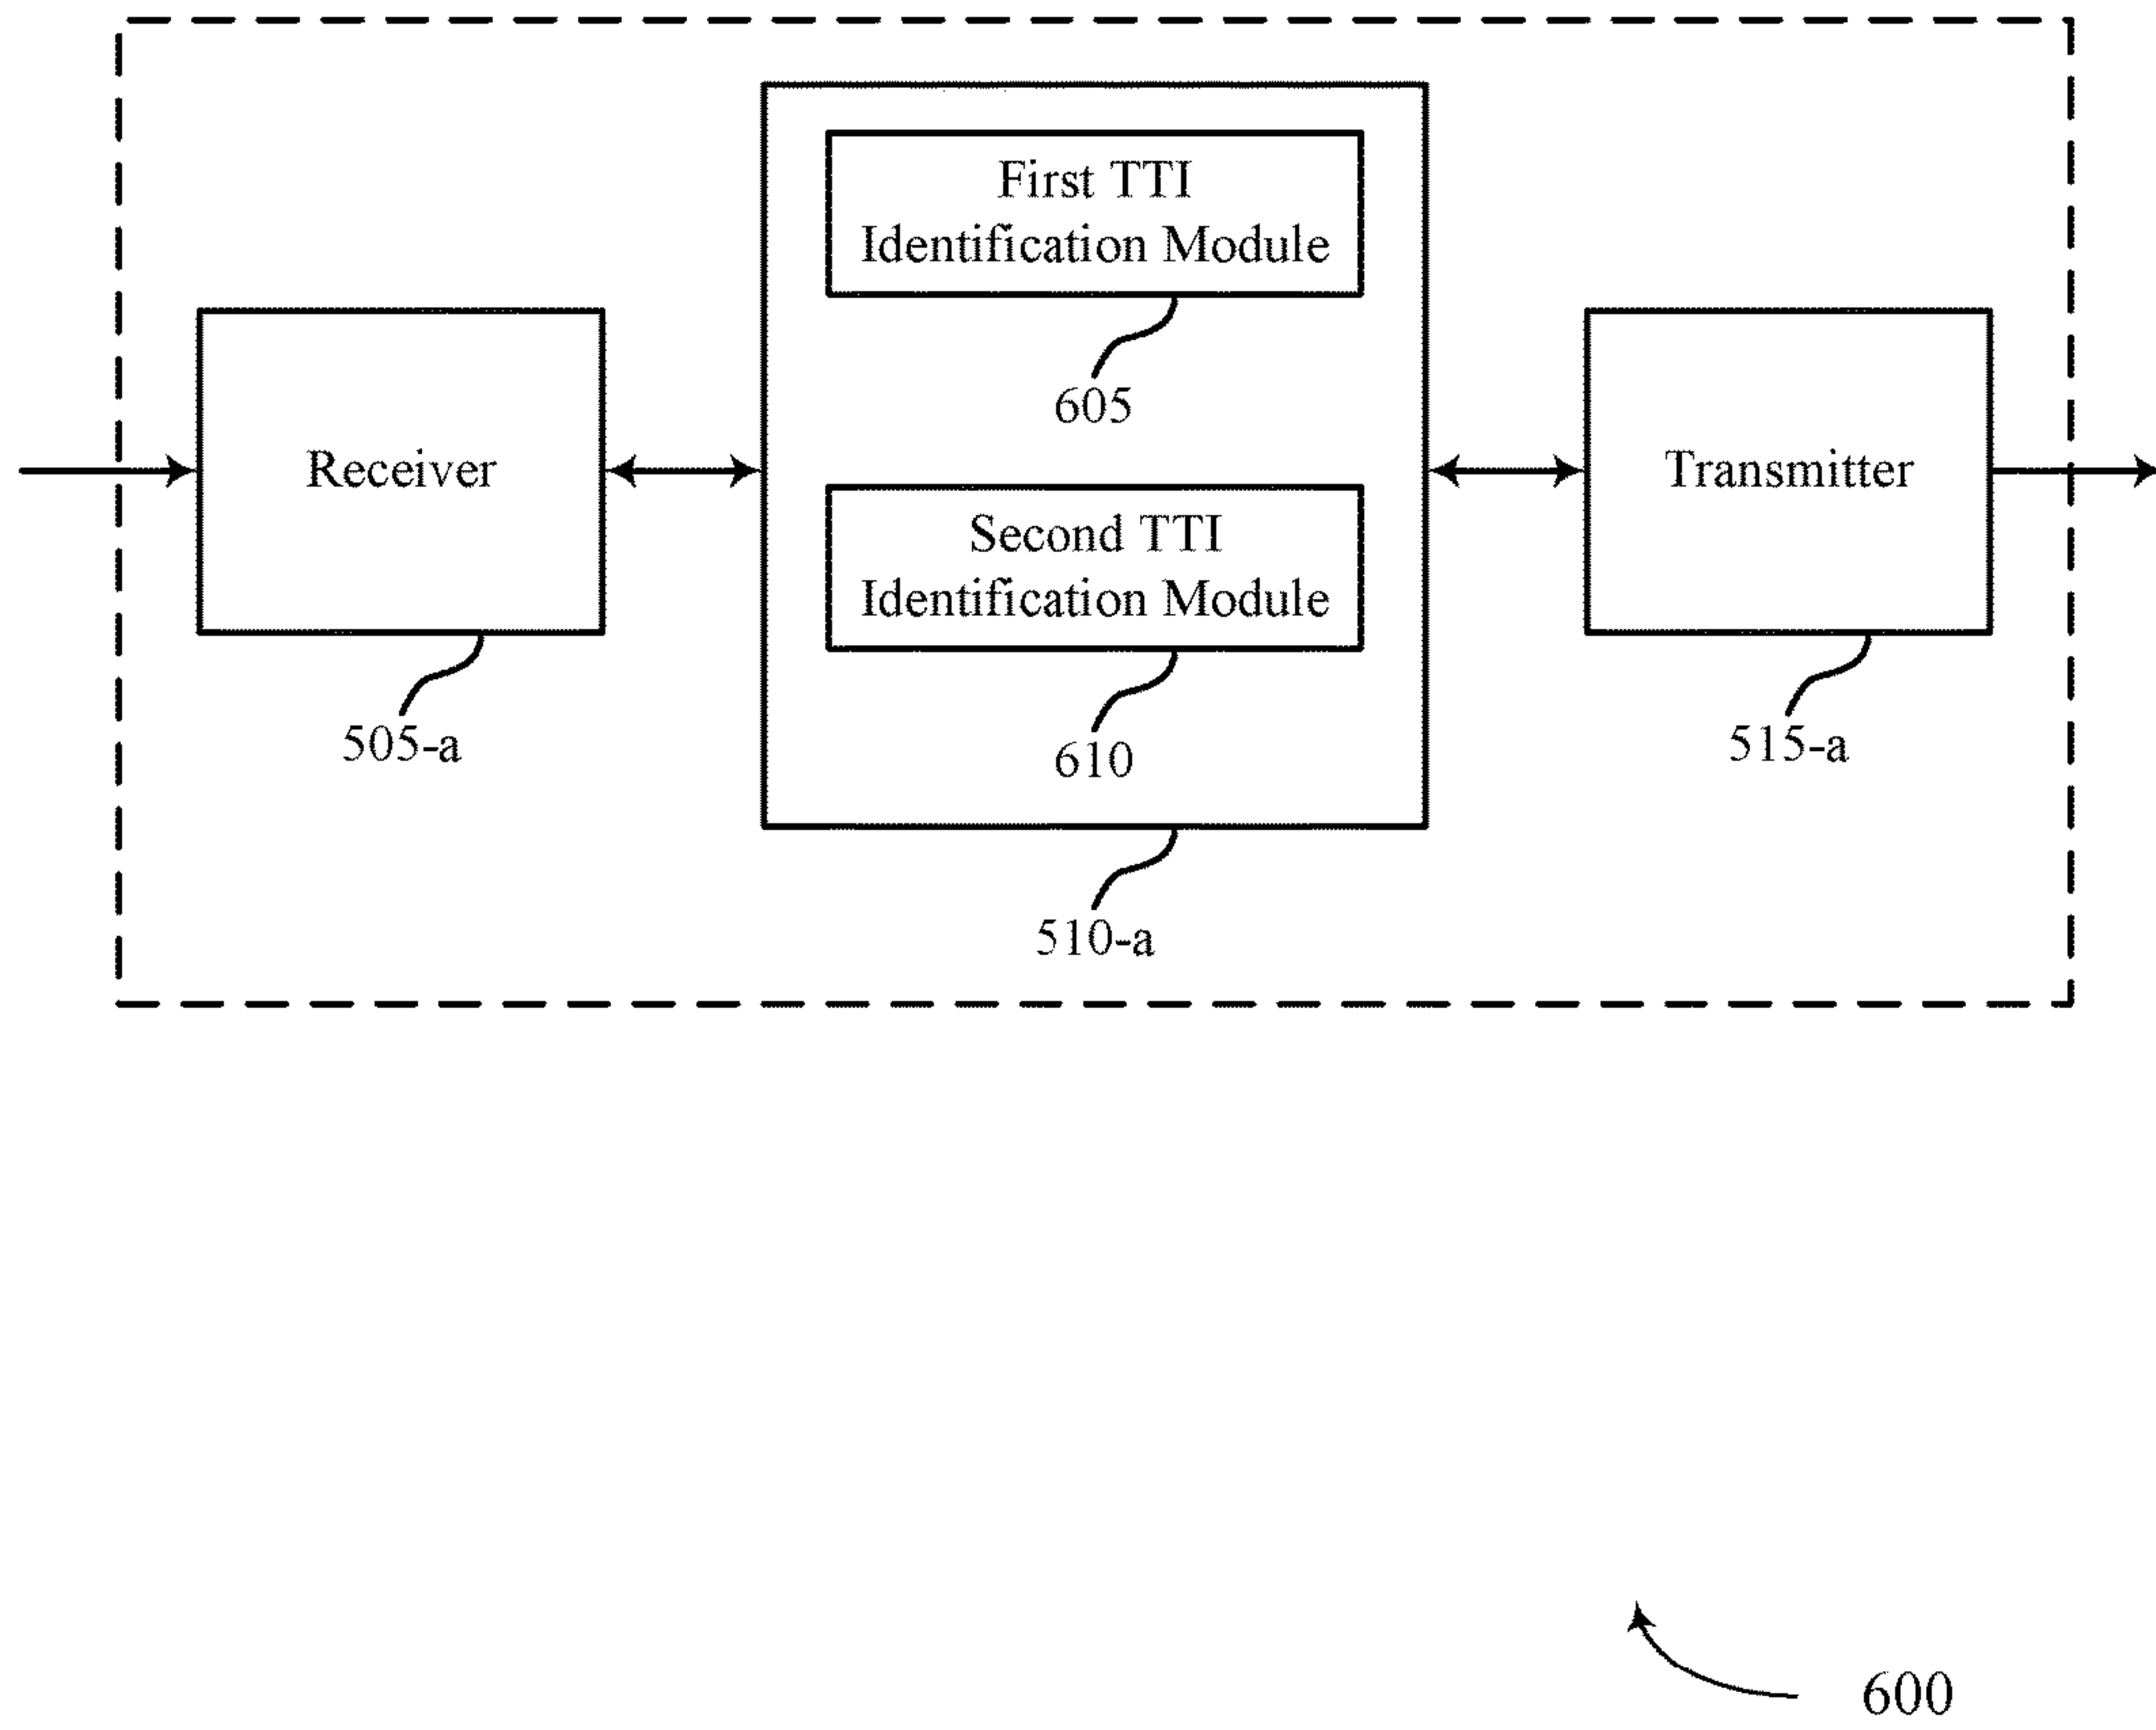 First TTI
Identification Module
605
Receiver
Transmitter
Second TTI
Identification Module
505-a
610
515-a
510-a
600